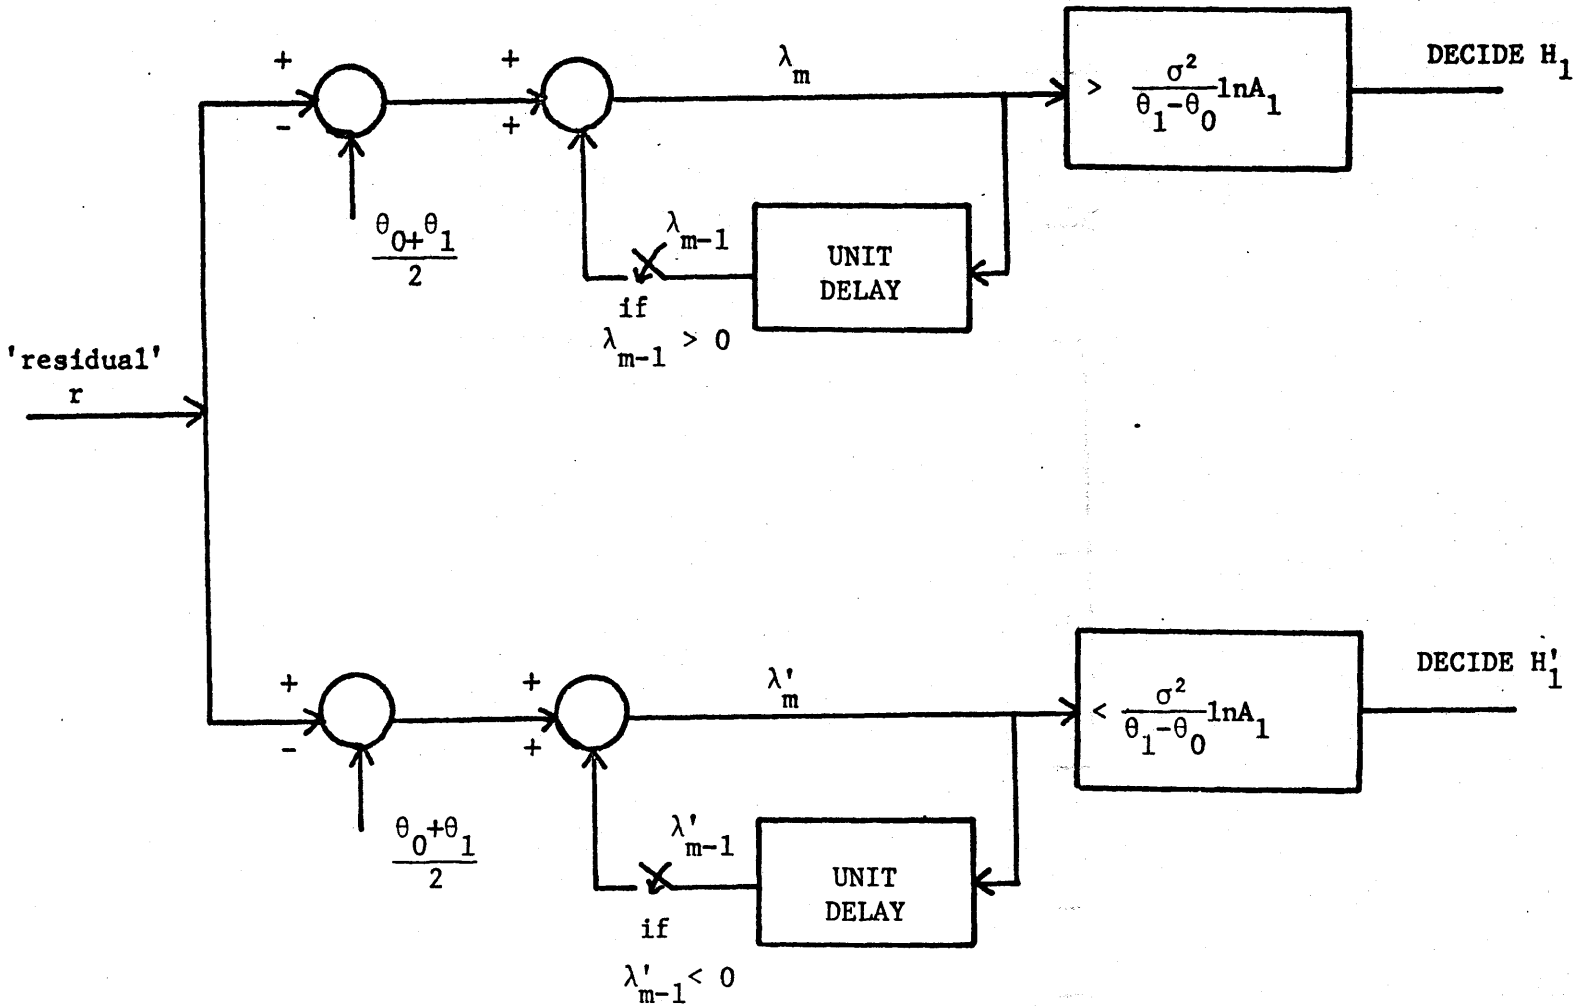 DECIDE H₁
+
+
λₘ
> σ²/(θ₁−θ₀) lnA₁
-
+
(θ₀+θ₁)/2
λₘ₋₁
UNIT
DELAY
if
λₘ₋₁ > 0
'residual'
r
DECIDE H'₁
+
+
λ'ₘ
< σ²/(θ₁−θ₀) lnA₁
-
+
(θ₀+θ₁)/2
λ'ₘ₋₁
UNIT
DELAY
if
λ'ₘ₋₁ < 0